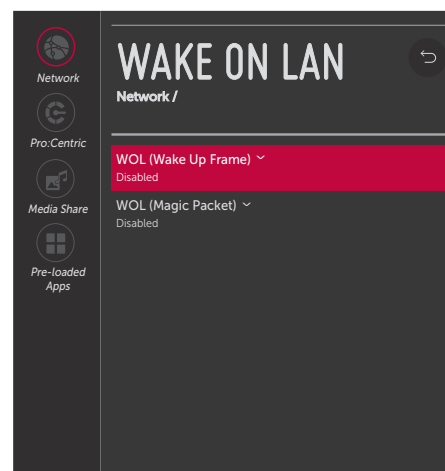 Network
Pro:Centric
Media Share
Pre-loaded
Apps
WAKE ON LAN
Network /
WOL (Wake Up Frame)
Disabled
WOL (Magic Packet)
Disabled